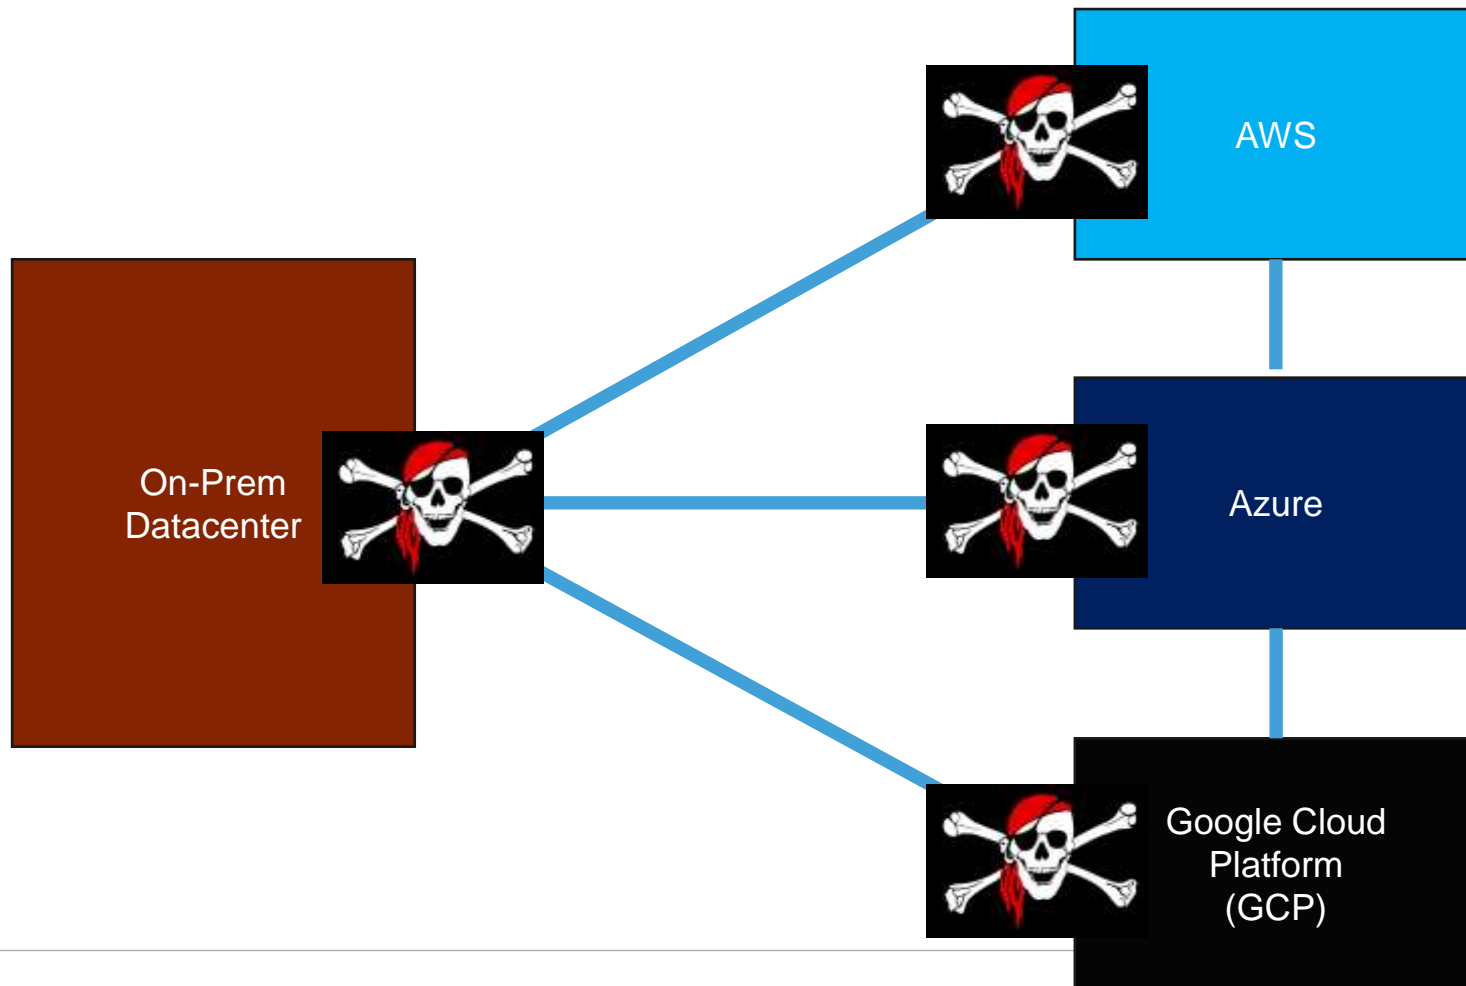 AWS
On-Prem
Datacenter
Azure
Google Cloud
Platform
(GCP)